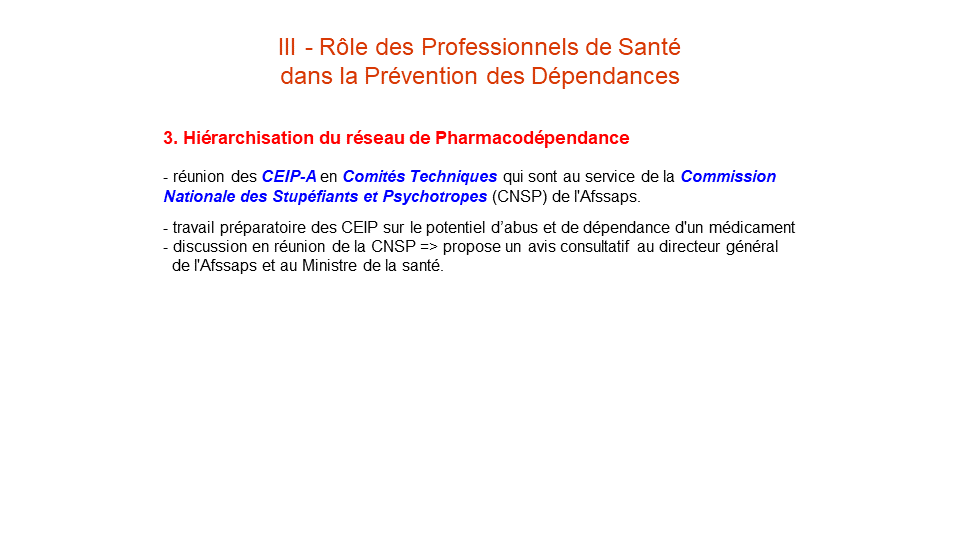 III - Rôle des Professionnels de Santé
dans la Prévention des Dépendances
3. Hiérarchisation du réseau de Pharmacodépendance
- réunion des CEIP-A en Comités Techniques qui sont au service de la Commission
Nationale des Stupéfiants et Psychotropes (CNSP) de l'Afssaps.
- travail préparatoire des CEIP sur le potentiel d’abus et de dépendance d'un médicament
- discussion en réunion de la CNSP => propose un avis consultatif au directeur général
de l'Afssaps et au Ministre de la santé.